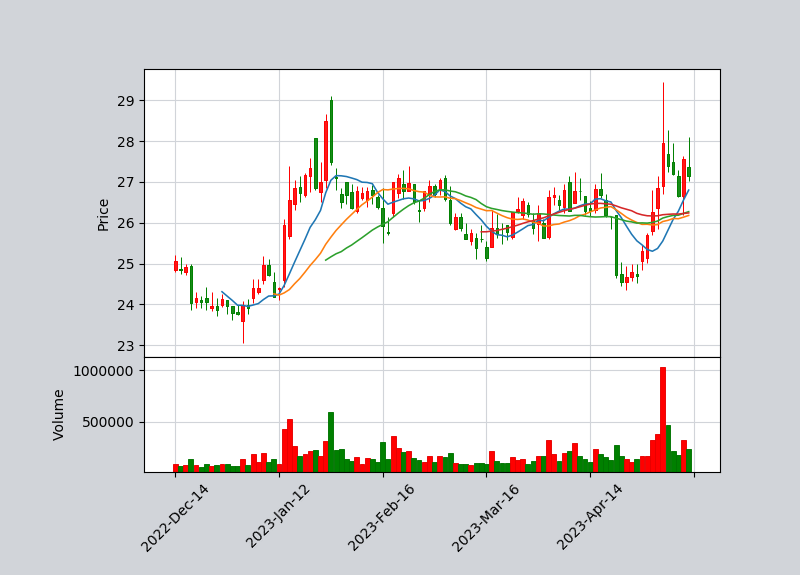 Price
29
28
27
26
25
24
23
Volume
1000000
500000
2022-Dec-14
2023-Jan-12
2023-Feb-16
2023-Mar-16
2023-Apr-14